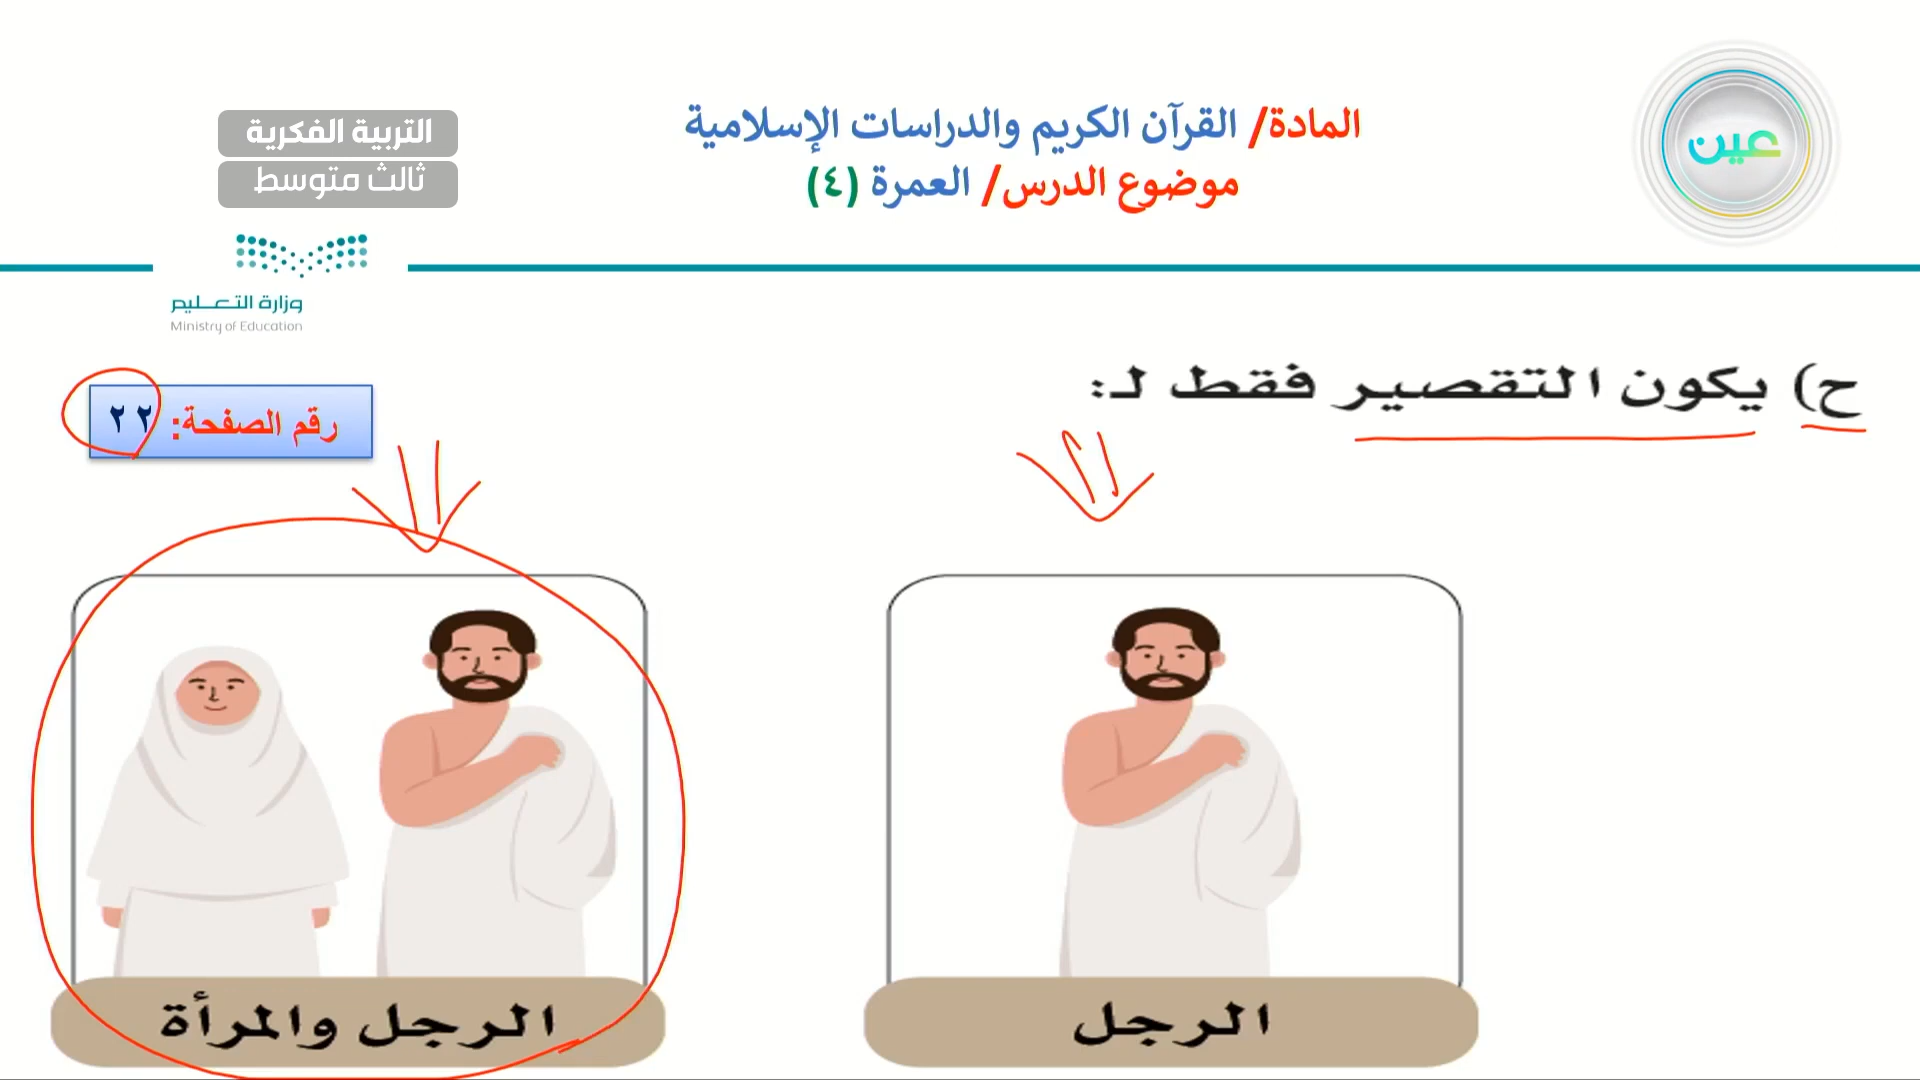 عين
المادة/ القرآن الكريم والدراسات الإسلامية
موضوع الدرس/ العمرة (٤)
التربية الفكرية
ثالث متوسط
وزارة التعليم
Ministry of Education
ح) يكون التقصير فقط لـ:
رقم الصفحة: ٢٢
الرجل
الرجل والمرأة